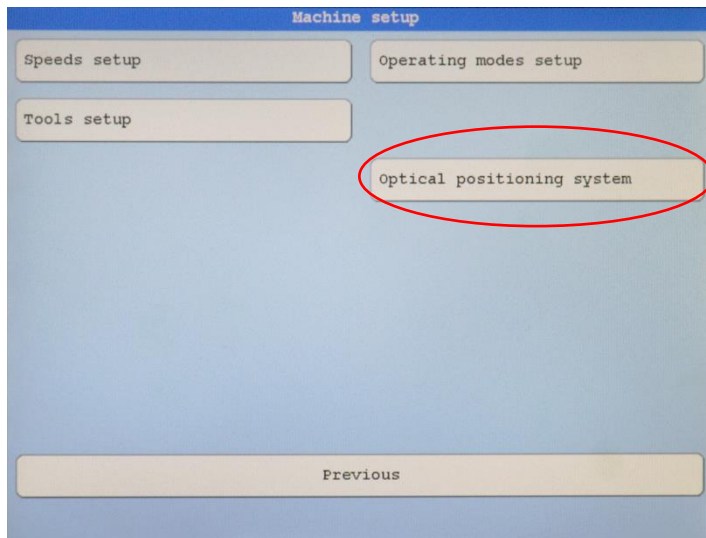 Machine setup
Speeds setup
Operating modes setup
Tools setup
Optical positioning system
Previous